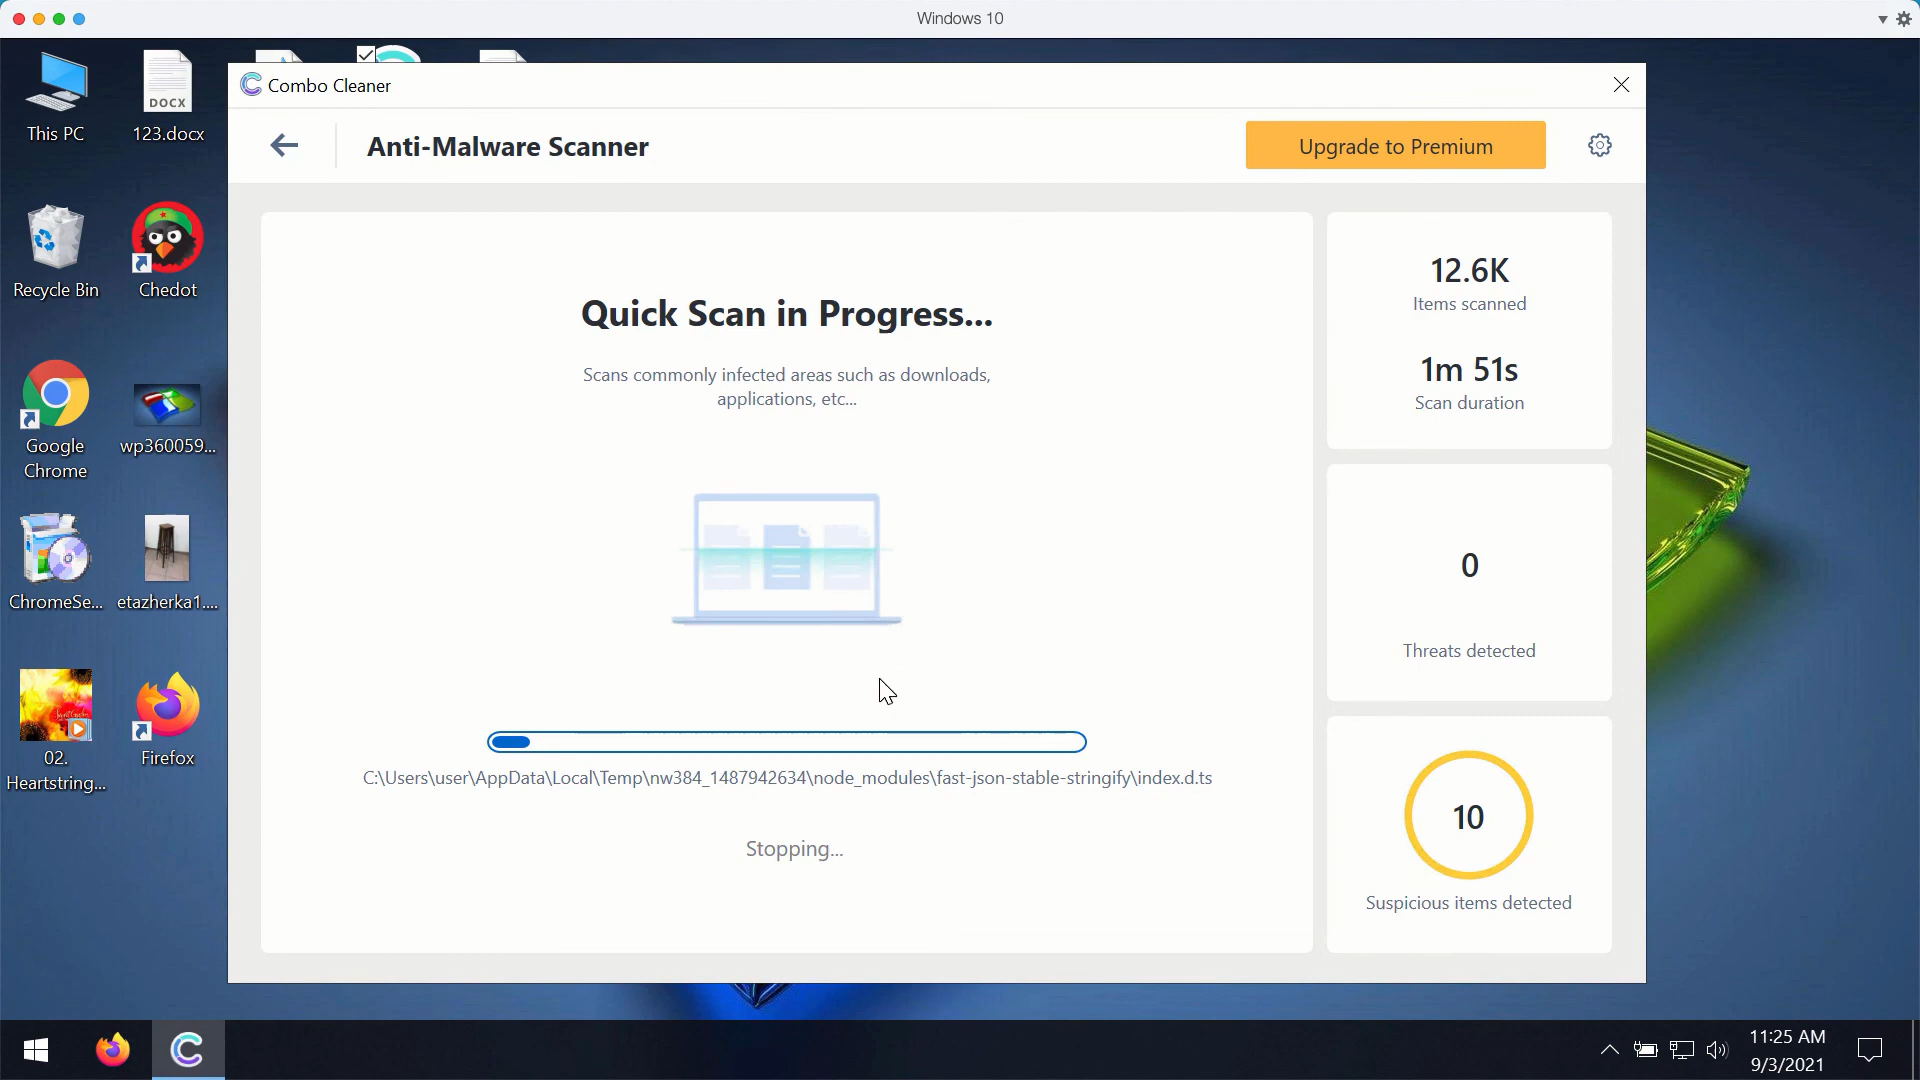 Windows 10
This PC
DOCX
123.docx
Recycle Bin
Chedot
Google
Chrome
wp360059...
ChromeSe...
etazherka1....
02.
Heartstring...
Firefox
Combo Cleaner
Anti-Malware Scanner
Upgrade to Premium
Quick Scan in Progress...
Scans commonly infected areas such as downloads,
applications, etc...
C:\Users\user\AppData\Local\Temp\nw384_1487942634\node_modules\fast-json-stable-stringify\index.d.ts
Stopping...
12.6K
Items scanned
1m 51s
Scan duration
0
Threats detected
10
Suspicious items detected
11:25 AM
9/3/2021